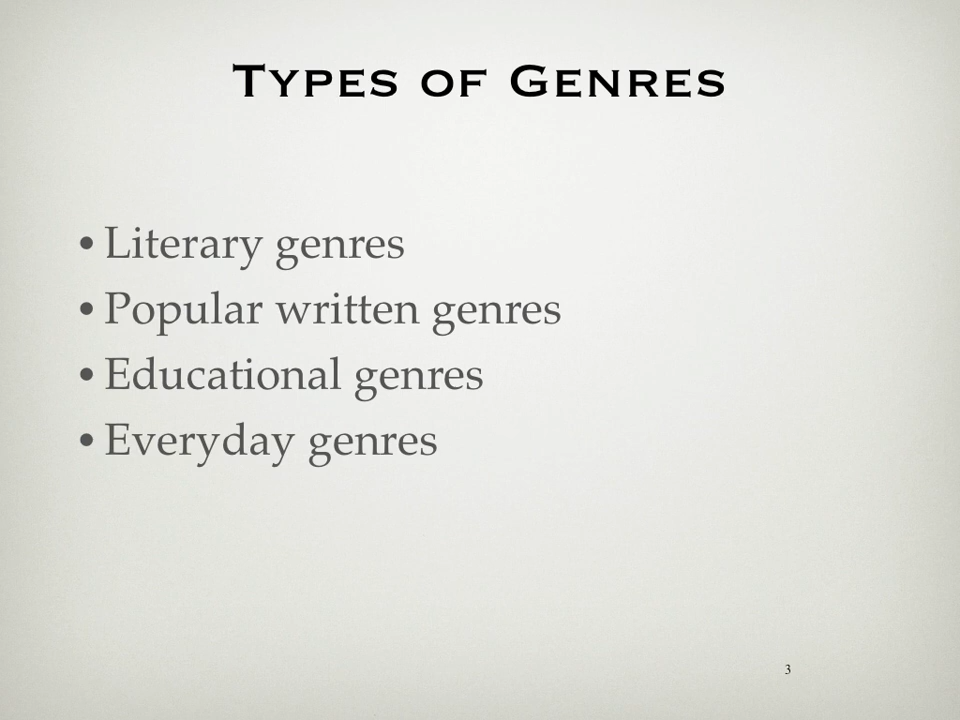 Types of Genres
• Literary genres
• Popular written genres
• Educational genres
• Everyday genres
3